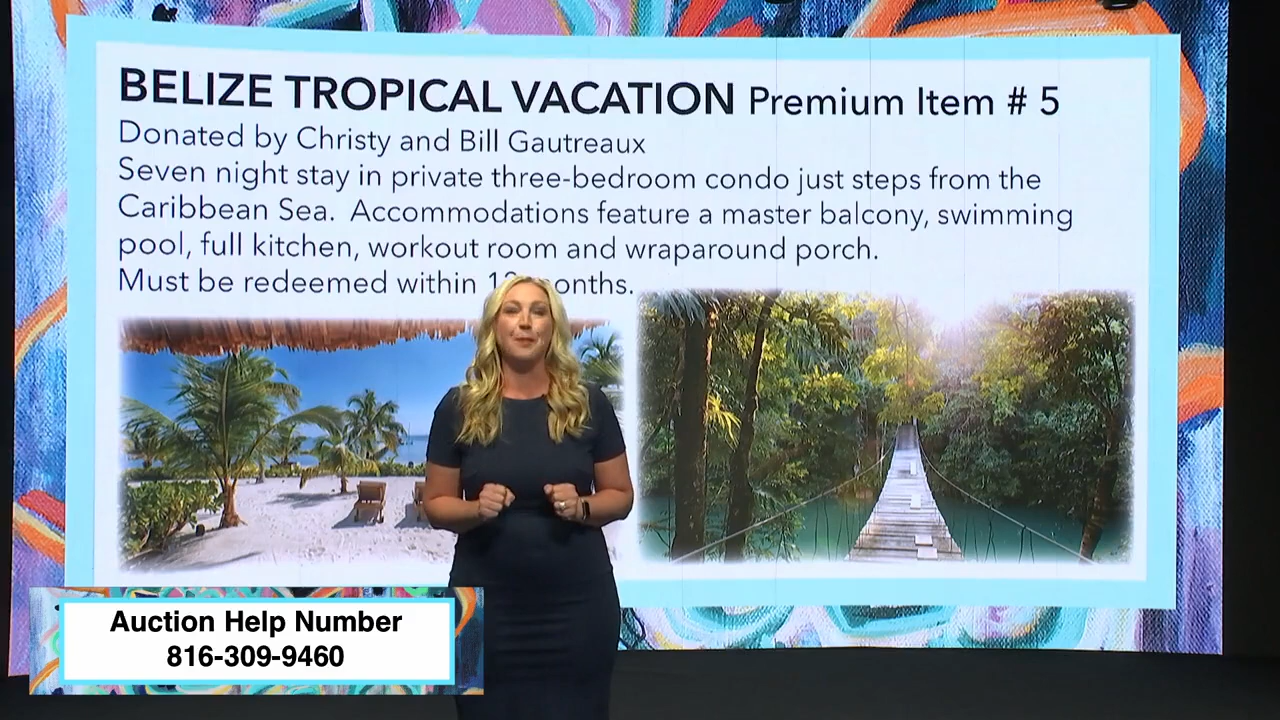 BELIZE TROPICAL VACATION Premium Item # 5
Donated by Christy and Bill Gautreaux
Seven night stay in private three-bedroom condo just steps from the
Caribbean Sea. Accommodations feature a master balcony, swimming
pool, full kitchen, workout room and wraparound porch.
Must be redeemed within
Auction Help Number
816-309-9460